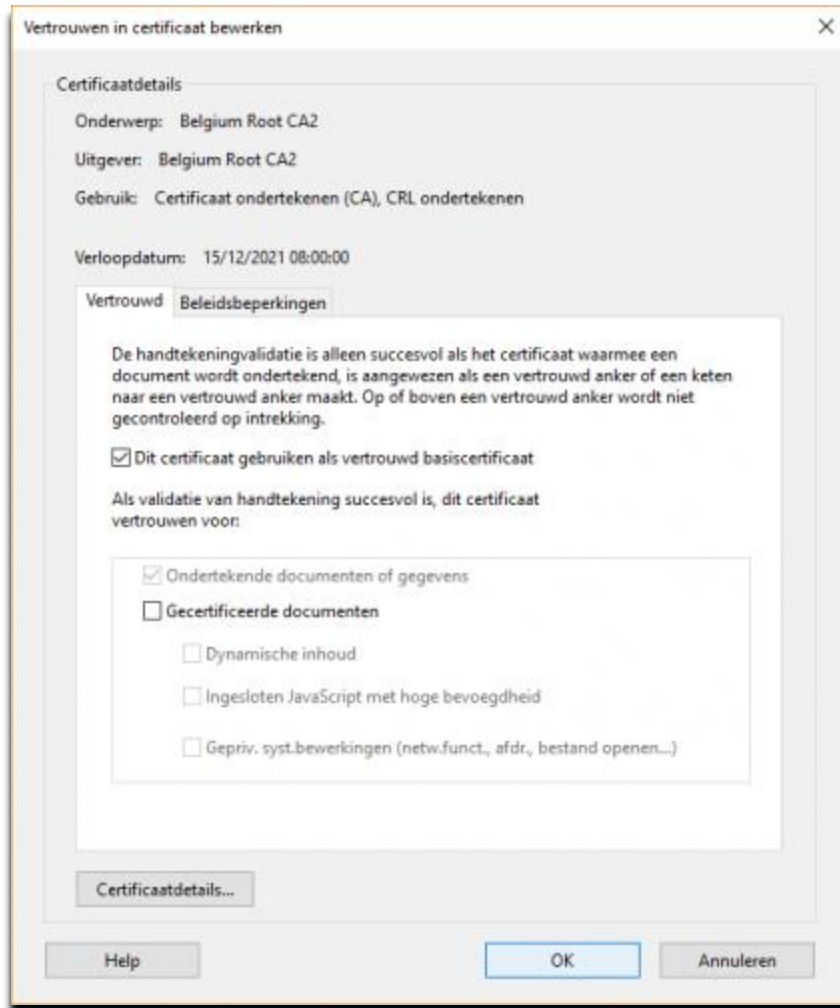 Vertrouwen in certificaat bewerken
Certificaatdetails
Onderwerp: Belgium Root CA2
Uitgever: Belgium Root CA2
Gebruik: Certificaat ondertekenen (CA), CRL ondertekenen
Verloopdatum: 15/12/2021 08:00:00
Vertrouwd Beleidsbeperkingen
De handtekeningvalidatie is alleen succesvol als het certificaat waarmee een
document wordt ondertekend, is aangewezen als een vertrouwd anker of een keten
naar een vertrouwd anker maakt. Op of boven een vertrouwd anker wordt niet
gecontroleerd op intrekking.
Dit certificaat gebruiken als vertrouwd basiscertificaat
Als validatie van handtekening succesvol is, dit certificaat
vertrouwen voor:
Ondertekende documenten of gegevens
Gecertificeerde documenten
Dynamische inhoud
Ingesloten JavaScript met hoge bevoegdheid
Gepriv. syst.bewerkingen (netw.funct., afdr., bestand openen...)
Certificaatdetails...
Help OK Annuleren